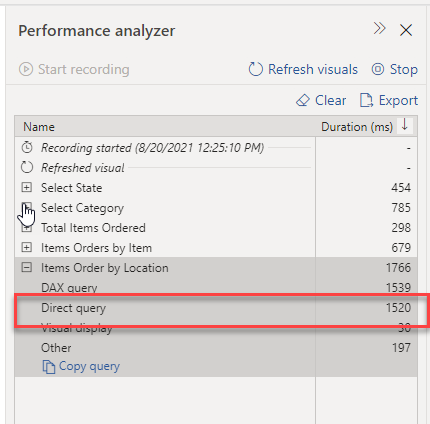 Performance analyzer
Start recording Refresh visuals Stop
Clear Export
Name Duration (ms)
Recording started (8/20/2021 12:25:10 PM) -
Refreshed visual -
Select State 454
Select Category 785
Total Items Ordered 298
Items Orders by Item 679
Items Order by Location 1766
DAX query 1539
Direct query 1520
Visual display 30
Other 197
Copy query